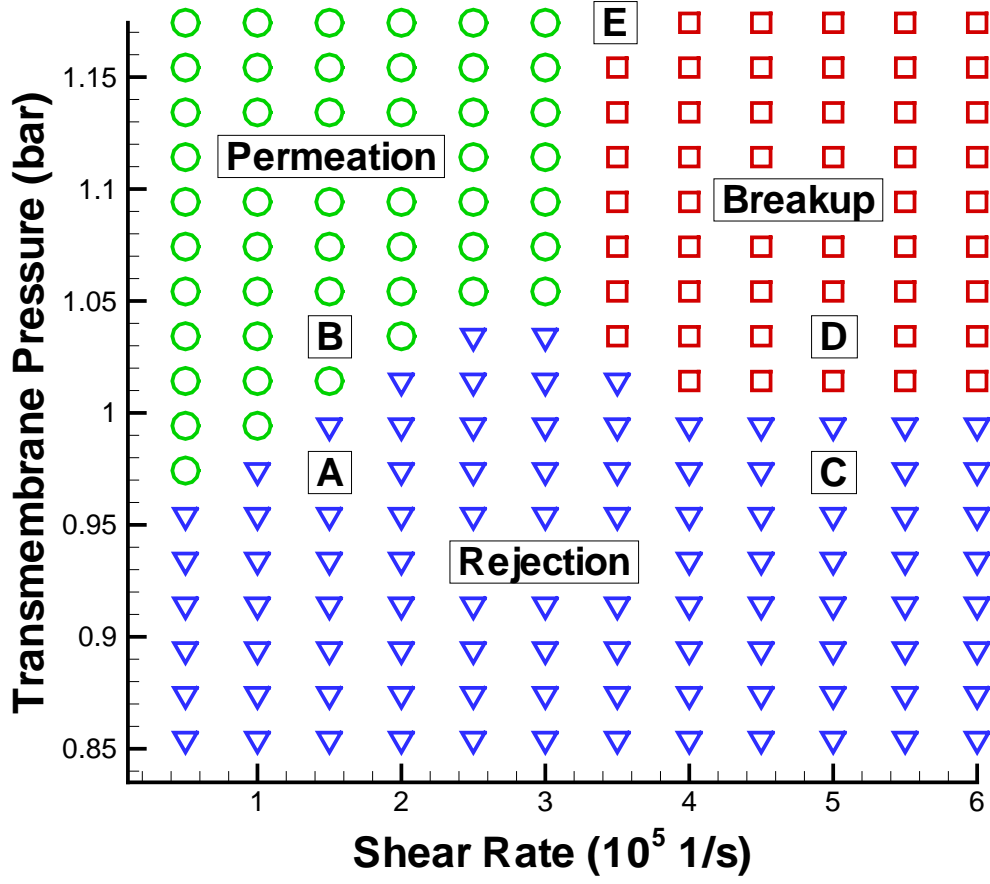 E
1.15
Permeation
1.1
Breakup
1.05
B
D
1
A
C
0.95
Rejection
0.9
0.85
Transmembrane Pressure (bar)
1 2 3 4 5 6
Shear Rate (10⁵ 1/s)